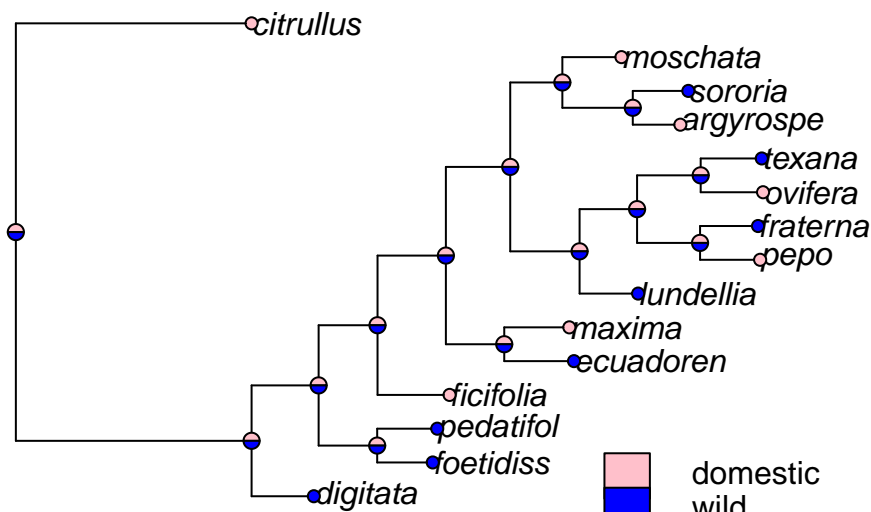 citrullus
moschata
sororia
argyrospe
texana
ovifera
fraterna
pepo
lundellia
maxima
ecuadoren
ficifolia
pedatifol
foetidiss
digitata
domestic
wild